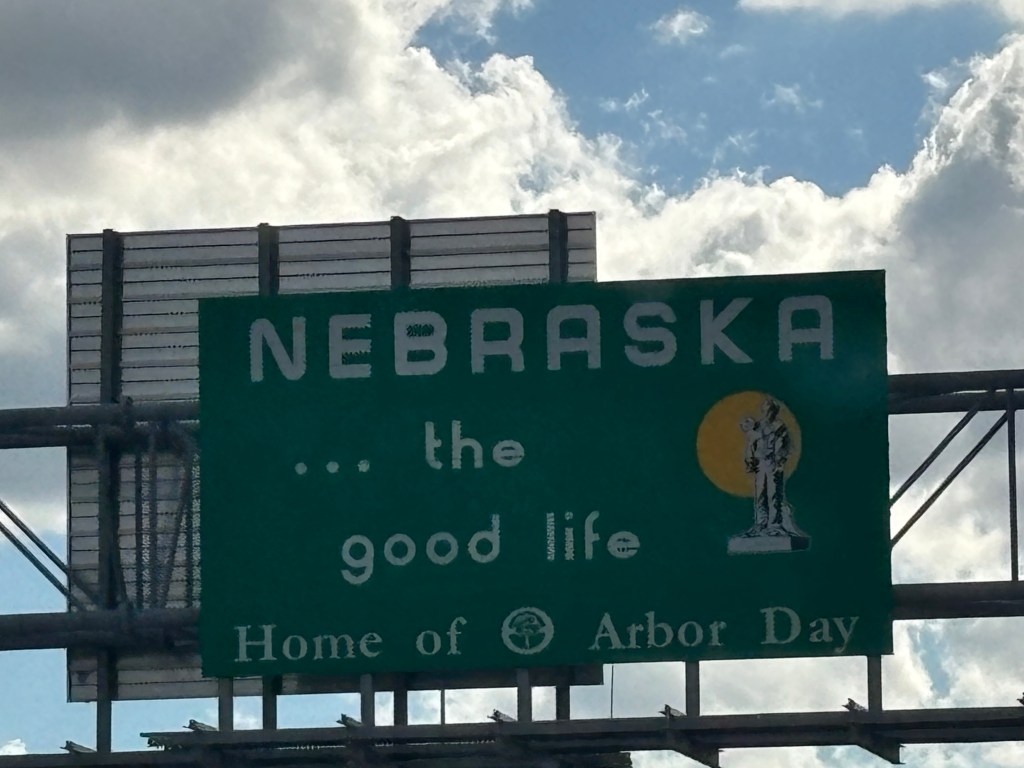 NEBRASKA
... the
good life
Home of Arbor Day